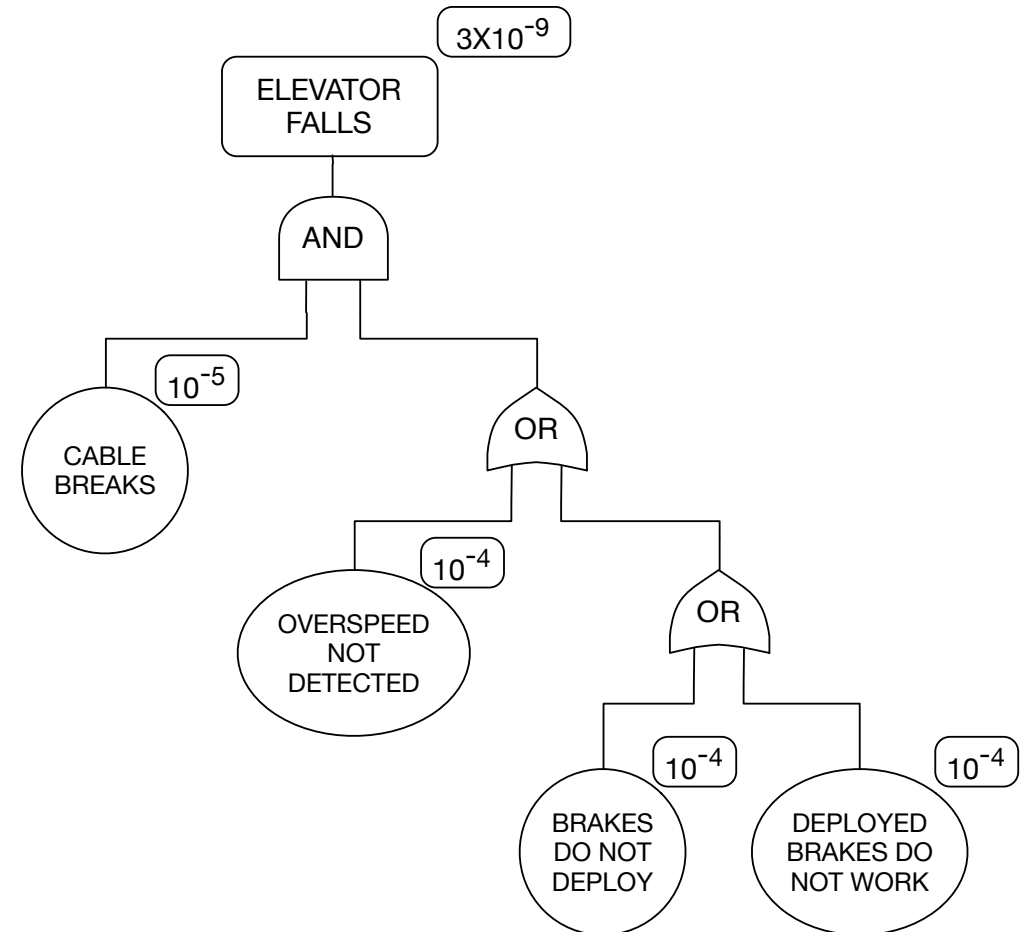 3X10⁻⁹
ELEVATOR
FALLS
AND
10⁻⁵
CABLE
BREAKS
OR
10⁻⁴
OVERSPEED
NOT
DETECTED
OR
10⁻⁴
BRAKES
DO NOT
DEPLOY
10⁻⁴
DEPLOYED
BRAKES DO
NOT WORK